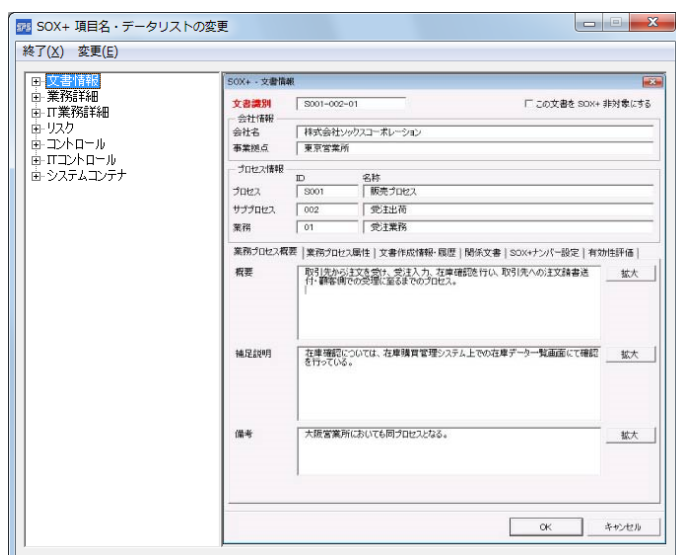 SOX+ 項目名・データリストの変更
終了(X) 変更(E)
文書情報
業務詳細
IT業務詳細
リスク
コントロール
ITコントロール
システムコンテナ
SOX+ - 文書情報
文書識別 S001-002-01 この文書を SOX+ 非対象にする
会社情報
会社名 株式会社ソックスコーポレーション
事業拠点 東京営業所
プロセス情報
ID 名称
プロセス S001 販売プロセス
サブプロセス 002 受注出荷
業務 01 受注業務
業務プロセス概要 業務プロセス属性 文書作成情報・履歴 関係文書 SOX+ナンバー設定 有効性評価
概要 取引先から注文を受け、受注入力、在庫確認を行い、取引先への注文請書送 拡大
付・顧客側での受理に至るまでのプロセス。
補足説明 在庫確認については、在庫購買管理システム上での在庫データ一覧画面にて確認 拡大
を行っている。
備考 大阪営業所においても同プロセスとなる。 拡大
OK キャンセル